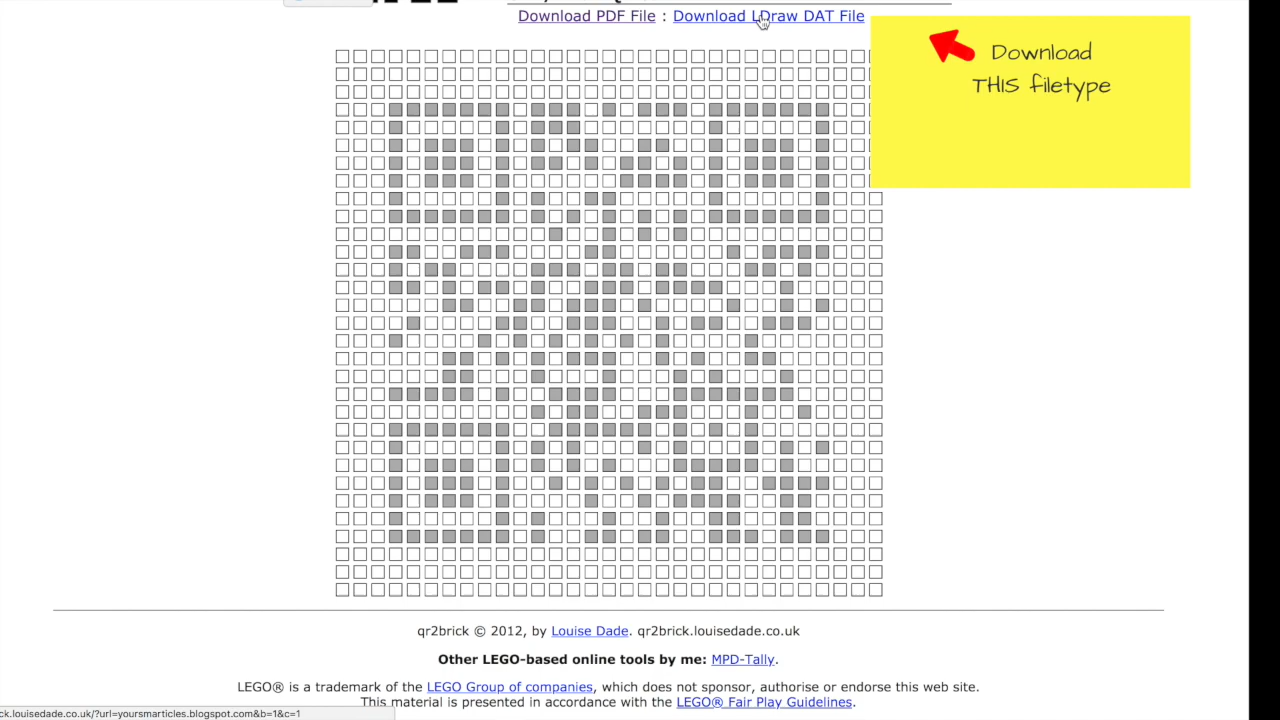 Download PDF File : Download LDraw DAT File
Download
THIS filetype
qr2brick © 2012, by Louise Dade. qr2brick.louisedade.co.uk
Other LEGO-based online tools by me: MPD-Tally.
LEGO® is a trademark of the LEGO Group of companies, which does not sponsor, authorise or endorse this web site.
This material is presented in accordance with the LEGO® Fair Play Guidelines.
ck.louisedade.co.uk/?url=yoursmarticles.blogspot.com&b=1&c=1